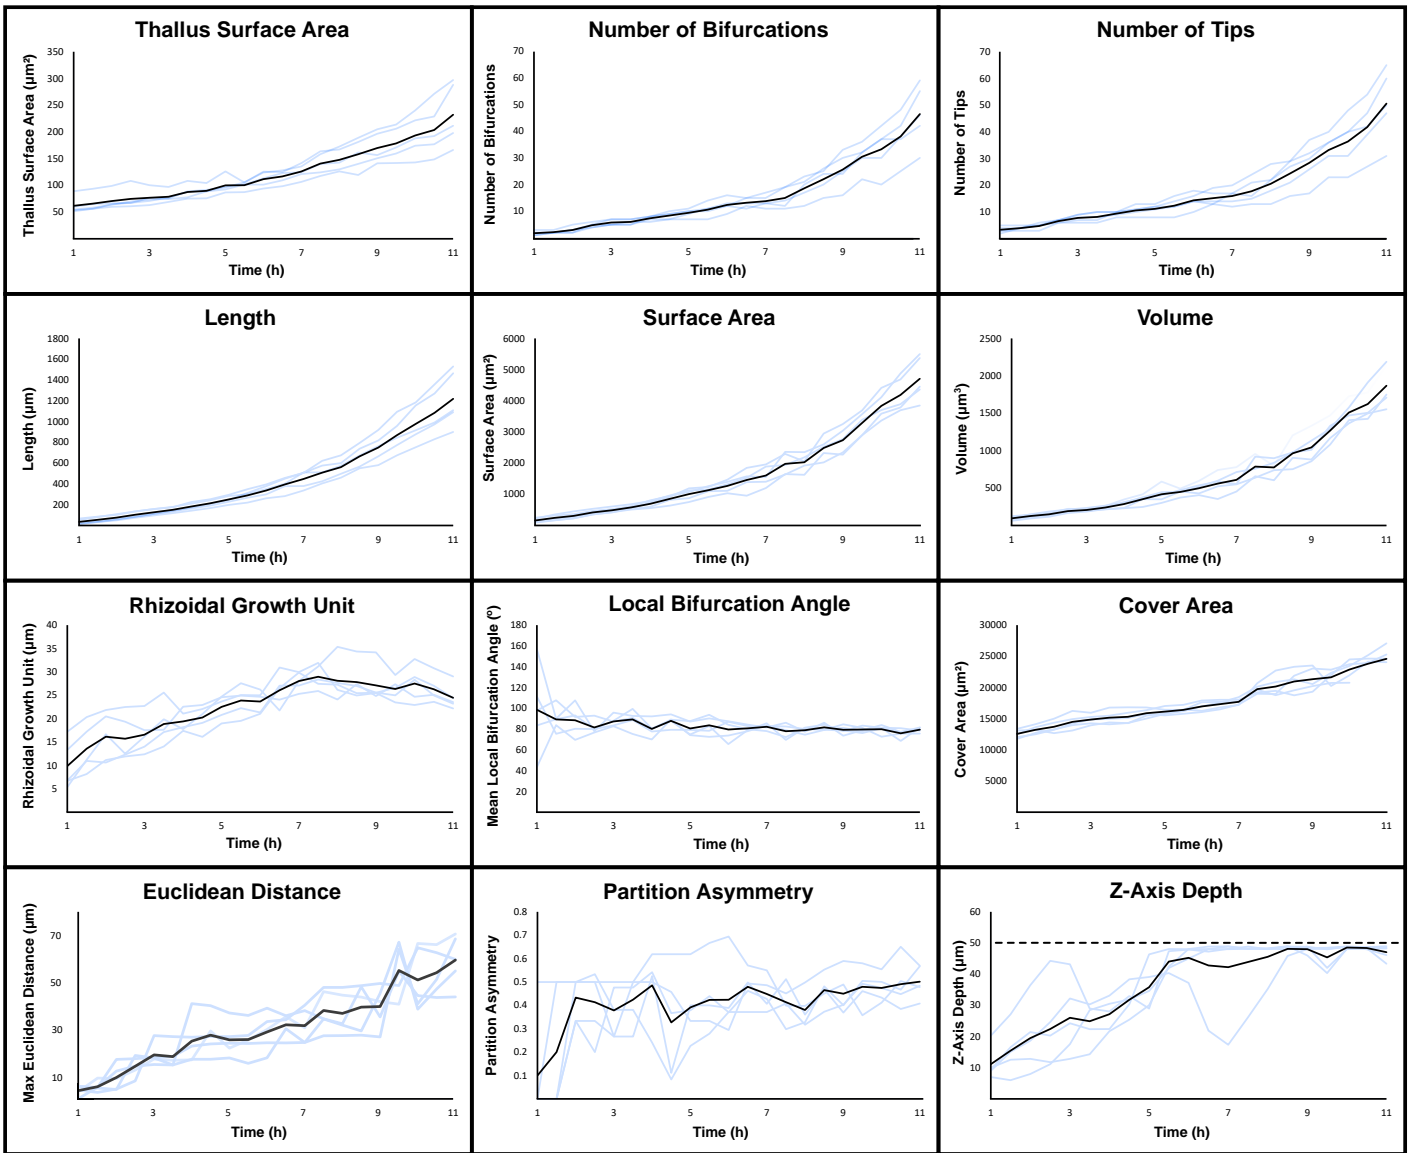 Thallus Surface Area
Thallus Surface Area (µm²)
350
300
250
200
150
100
50
1 3 5 7 9 11
Time (h)
Number of Bifurcations
Number of Bifurcations
70
60
50
40
30
20
10
1 3 5 7 9 11
Time (h)
Number of Tips
Number of Tips
70
60
50
40
30
20
10
1 3 5 7 9 11
Time (h)
Length
Length (µm)
1800
1600
1400
1200
1000
800
600
400
200
1 3 5 7 9 11
Time (h)
Surface Area
Surface Area (µm²)
6000
5000
4000
3000
2000
1000
1 3 5 7 9 11
Time (h)
Volume
Volume (µm³)
2500
2000
1500
1000
500
1 3 5 7 9 11
Time (h)
Rhizoidal Growth Unit
Rhizoidal Growth Unit (µm)
40
35
30
25
20
15
10
5
1 3 5 7 9 11
Time (h)
Local Bifurcation Angle
Mean Local Bifurcation Angle (°)
180
160
140
120
100
80
60
40
20
1 3 5 7 9 11
Time (h)
Cover Area
Cover Area (µm²)
30000
25000
20000
15000
10000
5000
1 3 5 7 9 11
Time (h)
Euclidean Distance
Max Euclidean Distance (µm)
70
50
30
10
1 3 5 7 9 11
Time (h)
Partition Asymmetry
Partition Asymmetry
0.8
0.7
0.6
0.5
0.4
0.3
0.2
0.1
1 3 5 7 9 11
Time (h)
Z-Axis Depth
Z-Axis Depth (µm)
60
50
40
30
20
10
1 3 5 7 9 11
Time (h)